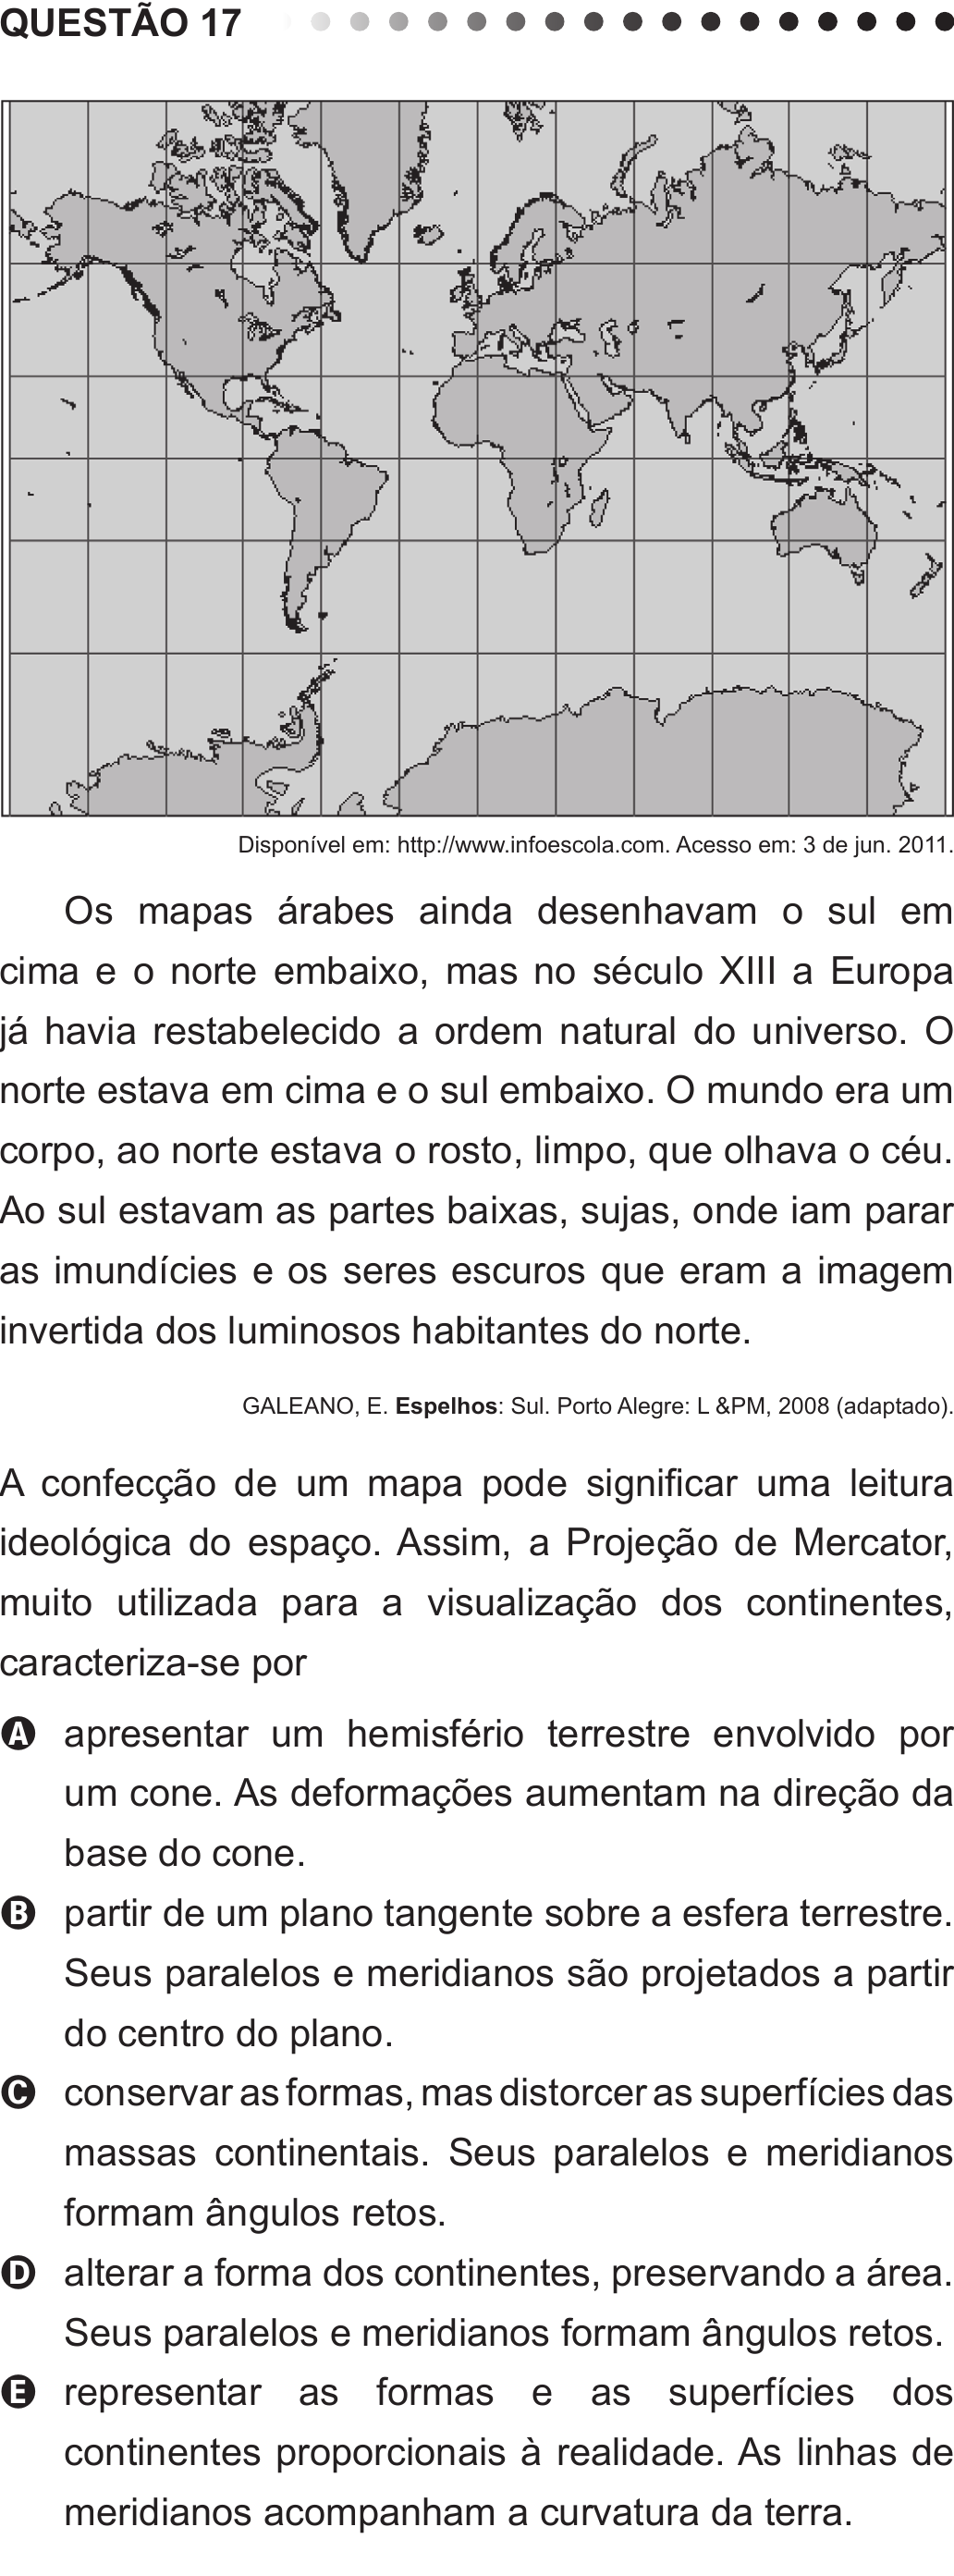 QUESTÃO 17
Disponível em: http://www.infoescola.com. Acesso em: 3 de jun. 2011.
Os mapas árabes ainda desenhavam o sul em
cima e o norte embaixo, mas no século XIII a Europa
já havia restabelecido a ordem natural do universo. O
norte estava em cima e o sul embaixo. O mundo era um
corpo, ao norte estava o rosto, limpo, que olhava o céu.
Ao sul estavam as partes baixas, sujas, onde iam parar
as imundícies e os seres escuros que eram a imagem
invertida dos luminosos habitantes do norte.
GALEANO, E. Espelhos: Sul. Porto Alegre: L &PM, 2008 (adaptado).
A confecção de um mapa pode significar uma leitura
ideológica do espaço. Assim, a Projeção de Mercator,
muito utilizada para a visualização dos continentes,
caracteriza-se por
A apresentar um hemisfério terrestre envolvido por
um cone. As deformações aumentam na direção da
base do cone.
B partir de um plano tangente sobre a esfera terrestre.
Seus paralelos e meridianos são projetados a partir
do centro do plano.
C conservar as formas, mas distorcer as superfícies das
massas continentais. Seus paralelos e meridianos
formam ângulos retos.
D alterar a forma dos continentes, preservando a área.
Seus paralelos e meridianos formam ângulos retos.
E representar as formas e as superfícies dos
continentes proporcionais à realidade. As linhas de
meridianos acompanham a curvatura da terra.